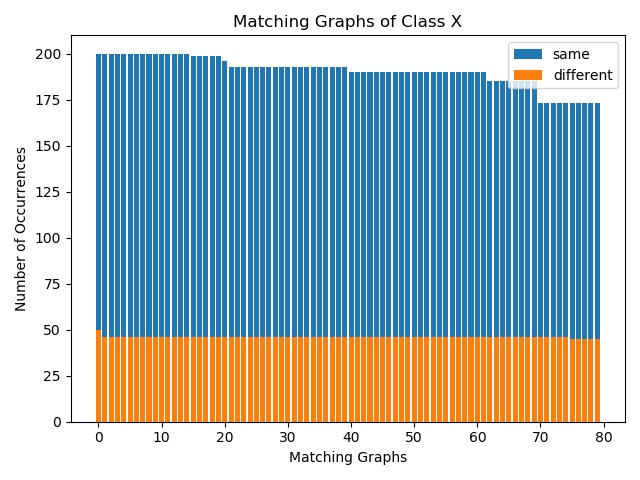 Matching Graphs of Class X
same
different
Number of Occurrences
200
175
150
125
100
75
50
25
0
0 10 20 30 40 50 60 70 80
Matching Graphs